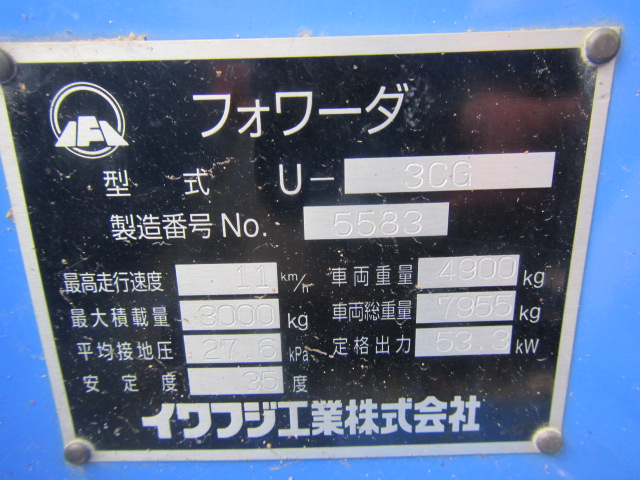 フォワーダ
型式 U-3CG
製造番号 No. 5583
最高走行速度 11 km/h 車両重量 4900 kg
最大積載量 3000 kg 車両総重量 7955 kg
平均接地圧 27.6 kPa 定格出力 53.3 kW
安定度 35 度
イワフジ工業株式会社